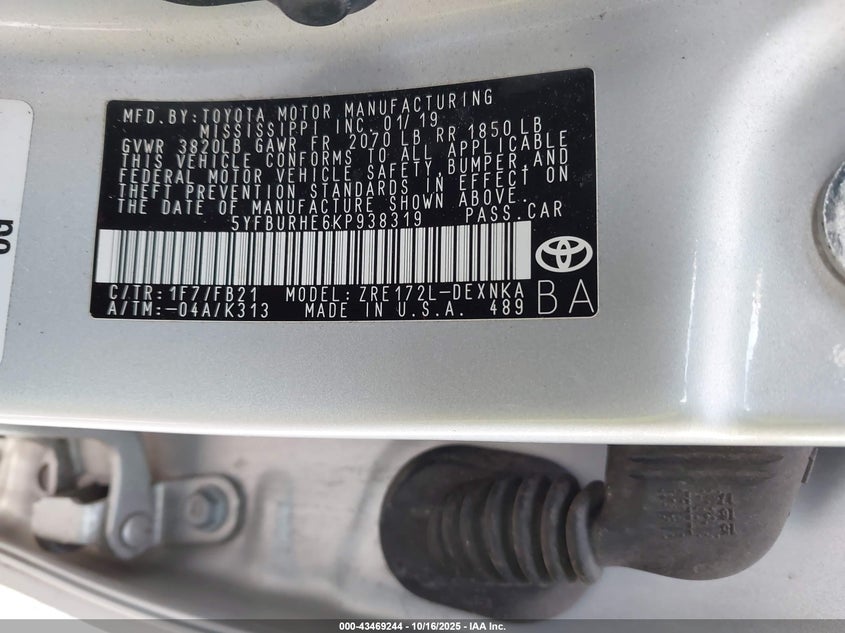 MFD. BY: TOYOTA MOTOR MANUFACTURING
MISSISSIPPI, INC. 01/19
GVWR 3820LB GAWR FR 2070 LB RR 1850 LB
THIS VEHICLE CONFORMS TO ALL APPLICABLE
FEDERAL MOTOR VEHICLE SAFETY, BUMPER, AND
THEFT PREVENTION STANDARDS IN EFFECT ON
THE DATE OF MANUFACTURE SHOWN ABOVE.
5YFBURHE6KP938319 PASS. CAR
C/TR: 1F7/FB21 MODEL: ZRE172L-DEXNKA
A/TM:-04A/K313 MADE IN U.S.A. 489
BA
000-43469244 - 10/16/2025 - IAA Inc.